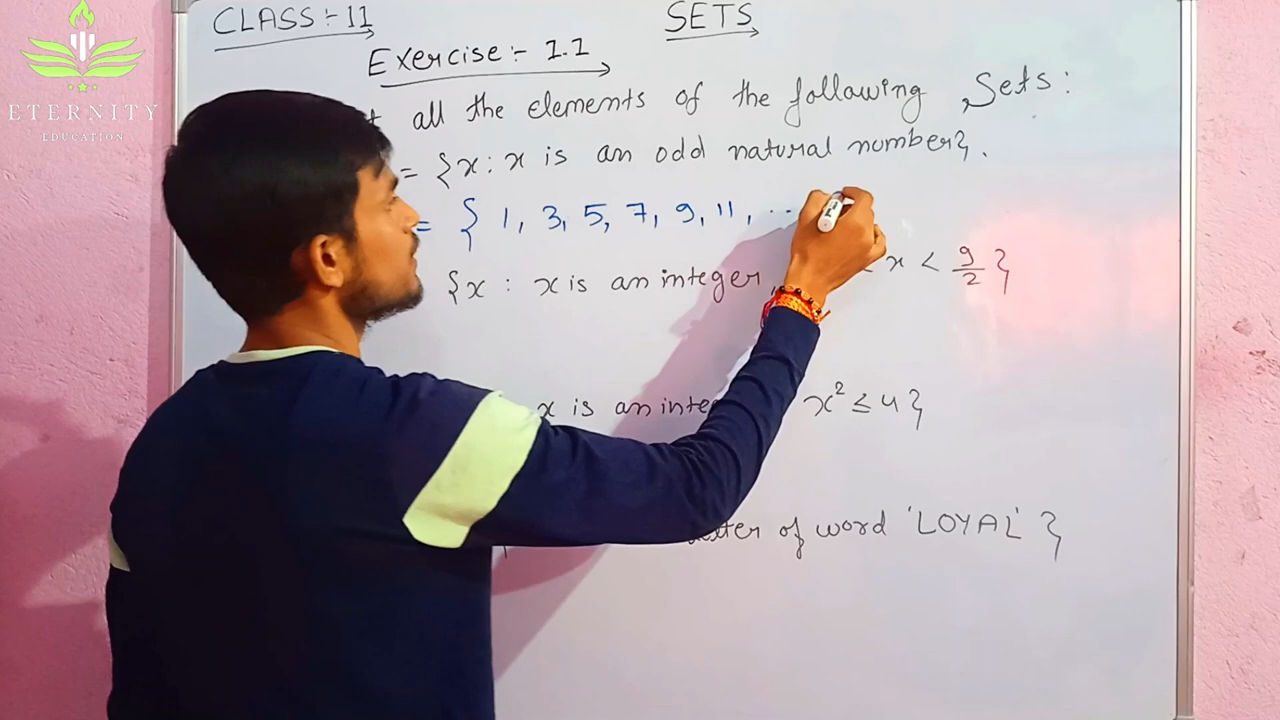 ETERNITY
EDUCATION
CLASS:- 11
SETS
Exercise:- 1.1
all the elements of the following Sets:
= {x : x is an odd natural number}.
= { 1, 3, 5, 7, 9, 11, ...
{x : x is an integer, < x < 9/2 }
x is an inte x² ≤ 4}
of word 'LOYAL' }